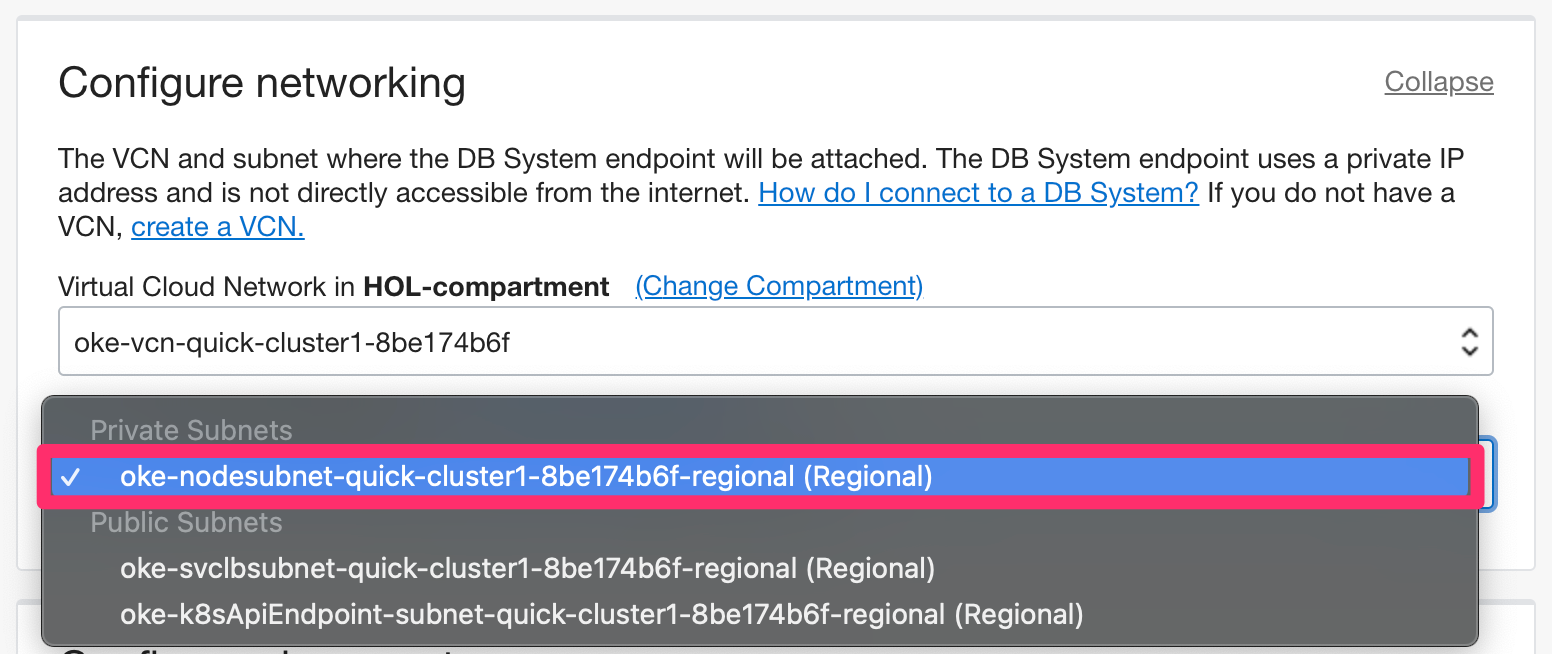 Configure networking
Collapse
The VCN and subnet where the DB System endpoint will be attached. The DB System endpoint uses a private IP
address and is not directly accessible from the internet. How do I connect to a DB System? If you do not have a
VCN, create a VCN.
Virtual Cloud Network in HOL-compartment (Change Compartment)
oke-vcn-quick-cluster1-8be174b6f
Private Subnets
✓ oke-nodesubnet-quick-cluster1-8be174b6f-regional (Regional)
Public Subnets
oke-svclbsubnet-quick-cluster1-8be174b6f-regional (Regional)
oke-k8sApiEndpoint-subnet-quick-cluster1-8be174b6f-regional (Regional)